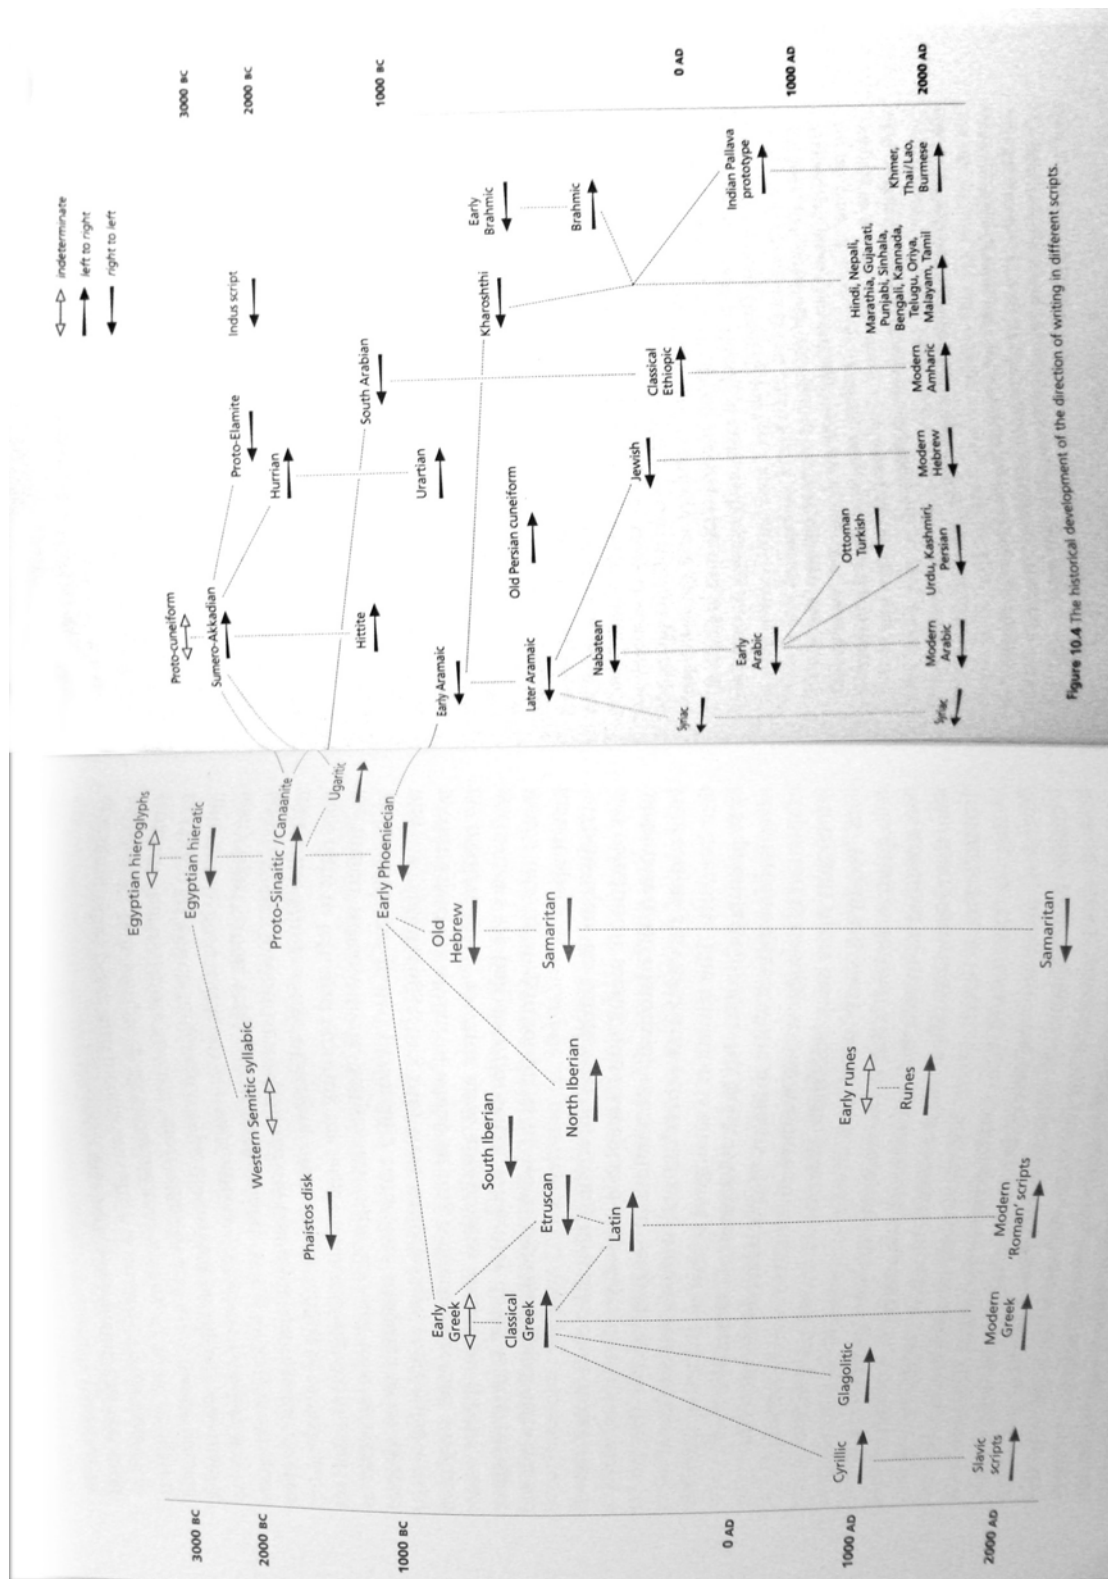 3000 BC
2000 BC
1000 BC
0 AD
1000 AD
2000 AD
Egyptian hieroglyphs
Egyptian hieratic
Western Semitic syllabic
Proto-Sinaitic / Canaanite
Phaistos disk
Ugaritic
Early Phoeniecian
Early
Greek
Old
Hebrew
Classical
Greek
Etruscan
South Iberian
North Iberian
Samaritan
Latin
Cyrillic
Glagolitic
Early runes
Runes
Slavic
scripts
Modern
Greek
Modern
'Roman' scripts
Samaritan
indeterminate
left to right
right to left
Proto-cuneiform
Sumero-Akkadian
Proto-Elamite
Indus script
Hurrian
Hittite
South Arabian
Urartian
Early Aramaic
Kharoshthi
Early
Brahmic
Later Aramaic
Old Persian cuneiform
Brahmic
Nabatean
Jewish
Classical
Ethiopic
Syriac
Early
Arabic
Ottoman
Turkish
Indian Pallava
prototype
Syriac
Modern
Arabic
Urdu, Kashmiri,
Persian
Modern
Hebrew
Modern
Amharic
Hindi, Nepali,
Marathia, Gujarati,
Punjabi, Sinhala,
Bengali, Kannada,
Telugu, Oriya,
Malayam, Tamil
Khmer,
Thai/Lao,
Burmese
3000 BC
2000 BC
1000 BC
0 AD
1000 AD
2000 AD
Figure 10.4 The historical development of the direction of writing in different scripts.